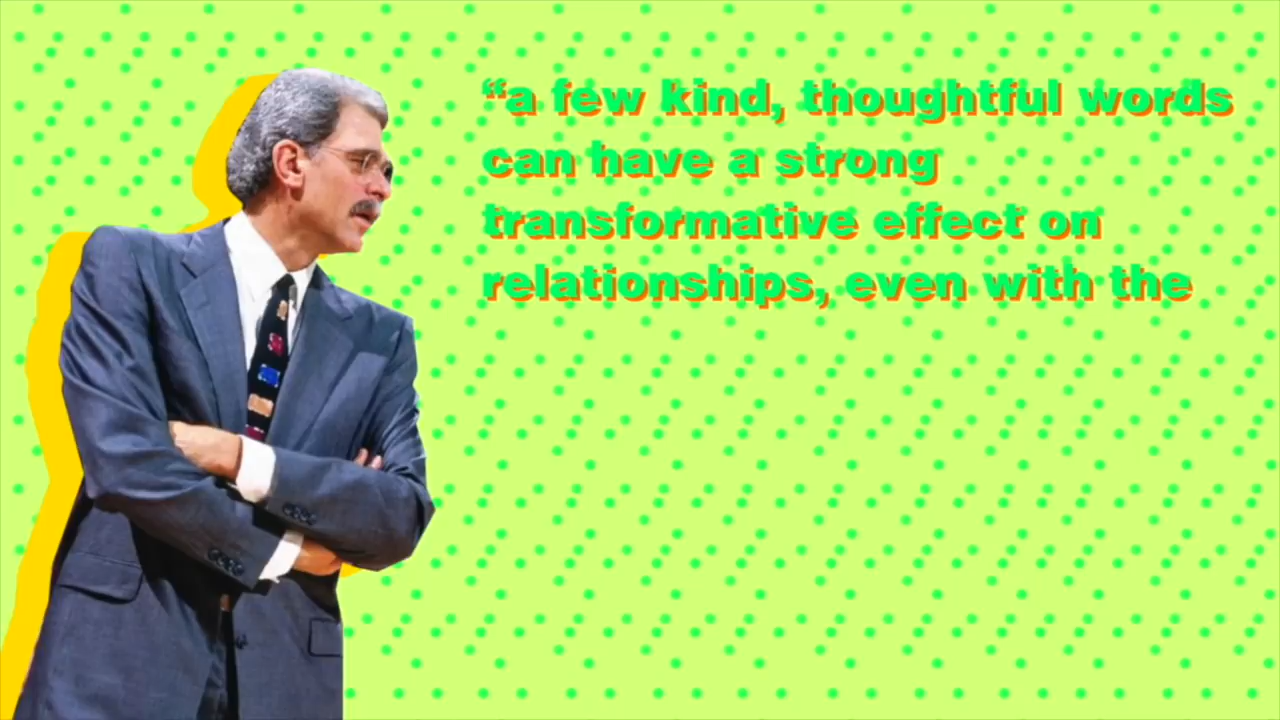 “a few kind, thoughtful words
can have a strong
transformative effect on
relationships, even with the